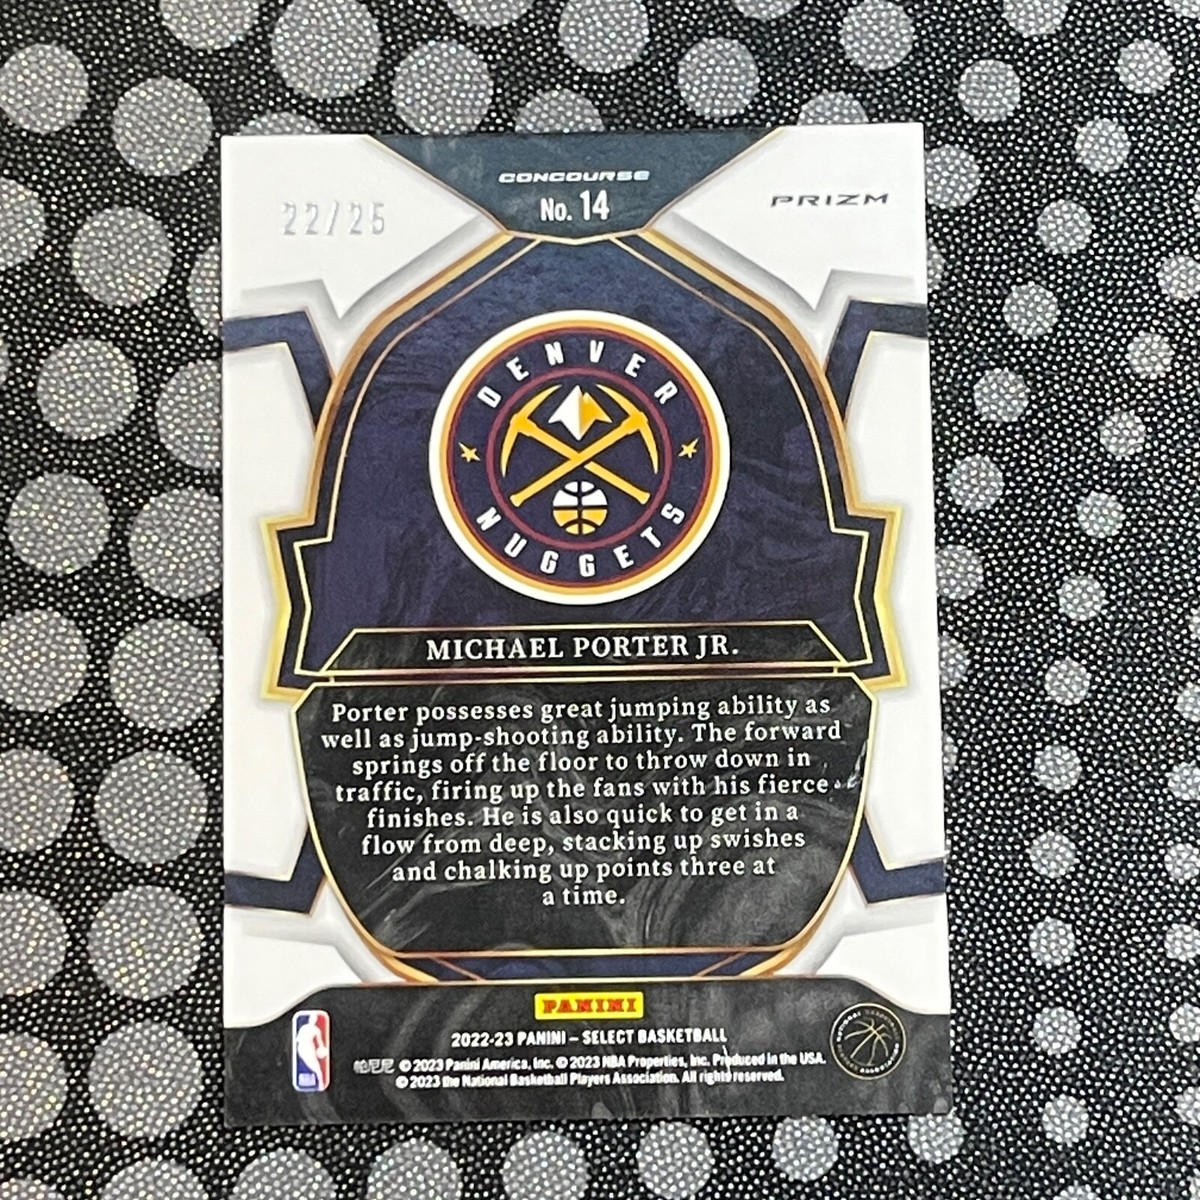 CONCOURSE
No. 14
22/25
PRIZM
DENVER
NUGGETS
MICHAEL PORTER JR.
Porter possesses great jumping ability as
well as jump-shooting ability. The forward
springs off the floor to throw down in
traffic, firing up the fans with his fierce
finishes. He is also quick to get in a
flow from deep, stacking up swishes
and chalking up points three at
a time.
PANINI
2022-23 PANINI – SELECT BASKETBALL
帕尼尼 © 2023 Panini America, Inc. © 2023 NBA Properties, Inc. Produced in the USA.
© 2023 the National Basketball Players Association. All rights reserved.
NBA